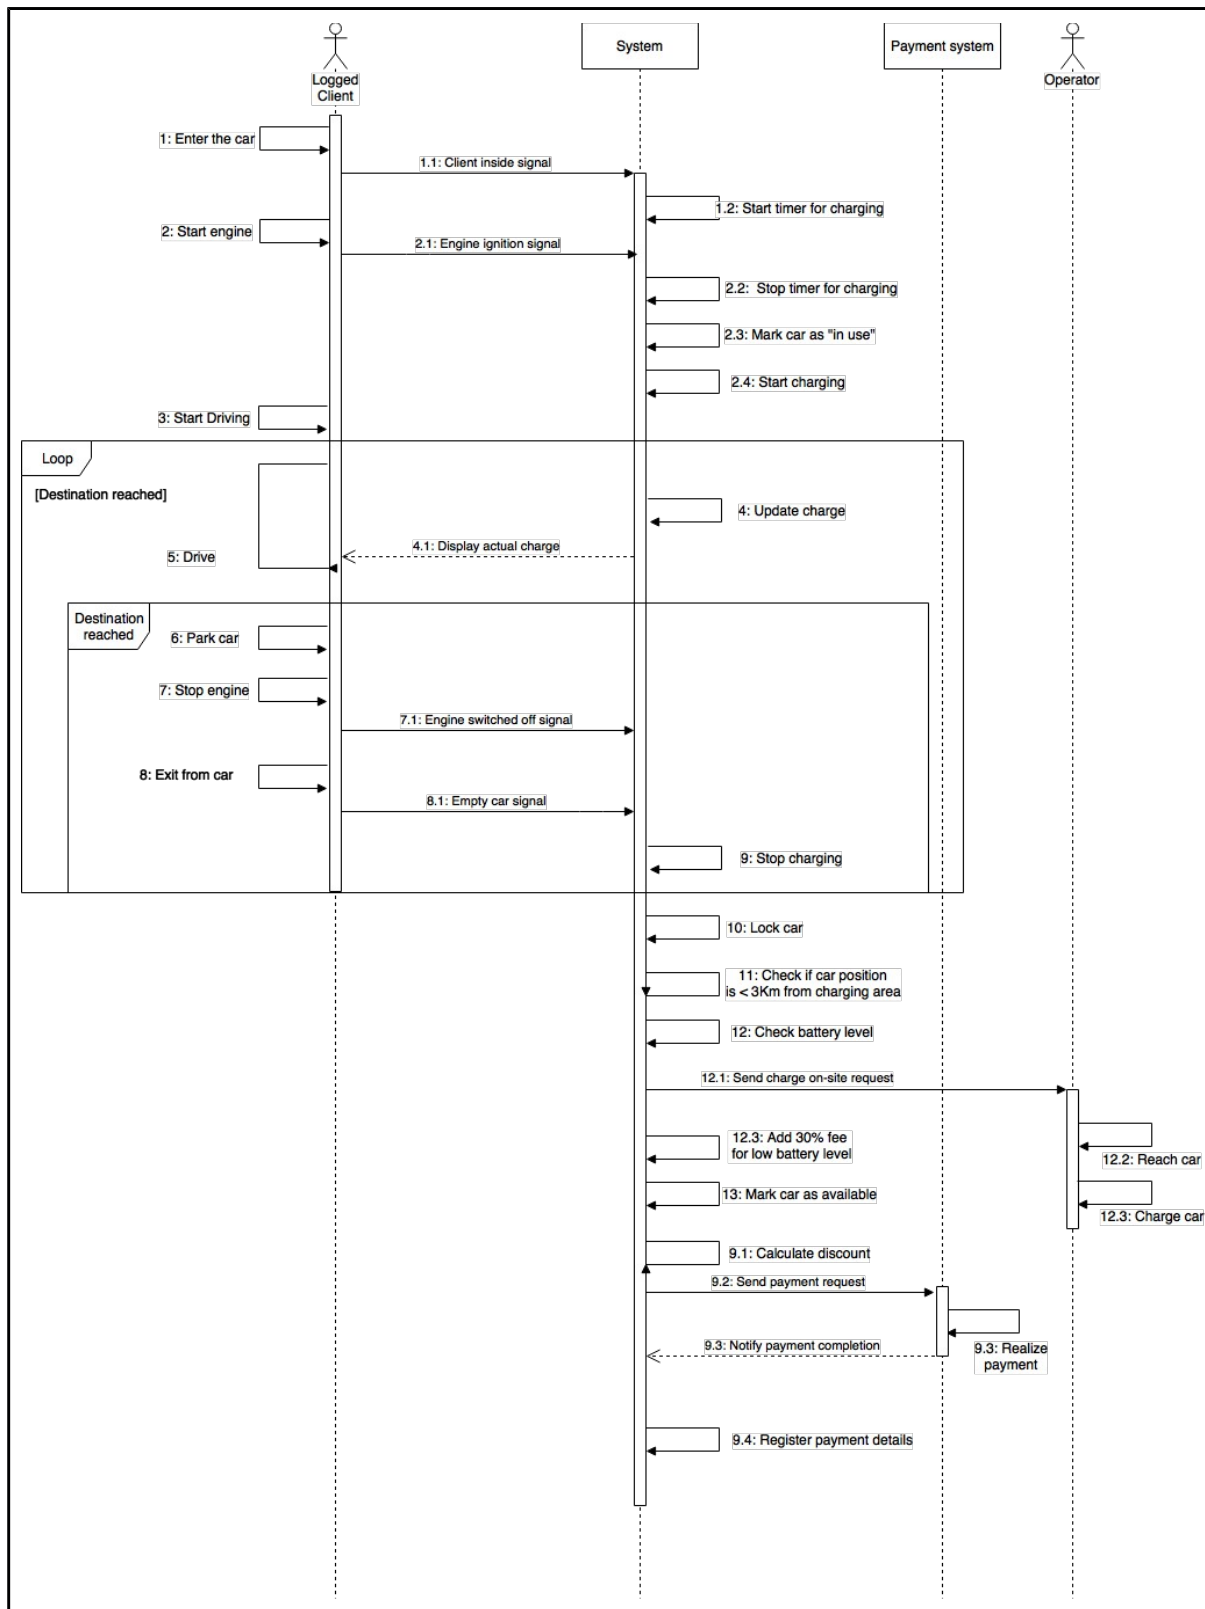 Logged
Client
System
Payment system
Operator
1: Enter the car
1.1: Client inside signal
1.2: Start timer for charging
2: Start engine
2.1: Engine ignition signal
2.2:  Stop timer for charging
2.3: Mark car as "in use"
2.4: Start charging
3: Start Driving
Loop
[Destination reached]
4: Update charge
4.1: Display actual charge
5: Drive
Destination
reached
6: Park car
7: Stop engine
7.1: Engine switched off signal
8: Exit from car
8.1: Empty car signal
9: Stop charging
10: Lock car
11: Check if car position
is < 3Km from charging area
12: Check battery level
12.1: Send charge on-site request
12.3: Add 30% fee
for low battery level
12.2: Reach car
13: Mark car as available
12.3: Charge car
9.1: Calculate discount
9.2: Send payment request
9.3: Notify payment completion
9.3: Realize
payment
9.4: Register payment details